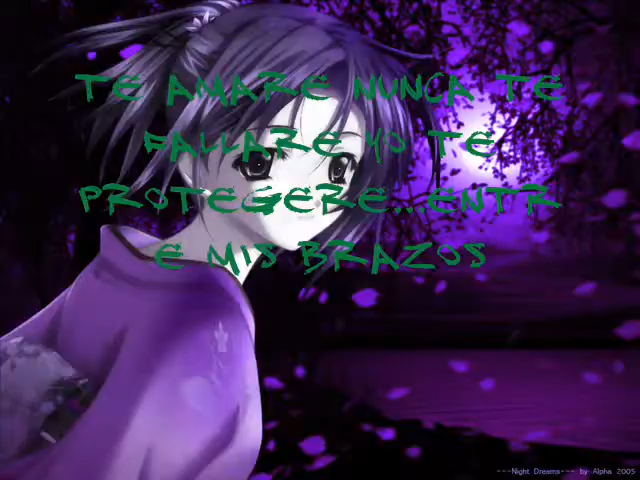 TE AMARE NUNCA TE
FALLARE YO TE
PROTEGERE...ENTR
E MIS BRAZOS
---Night Dreams--- by Alpha 2005